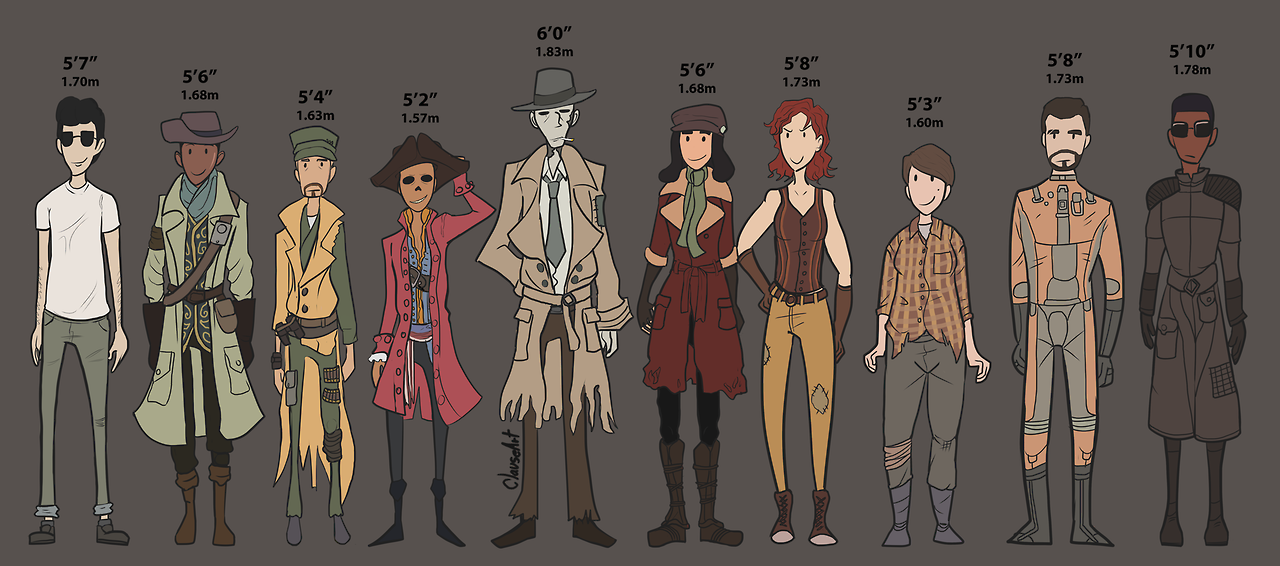 5’7”
1.70m
5’6”
1.68m
5’4”
1.63m
5’2”
1.57m
6’0”
1.83m
5’6”
1.68m
5’8”
1.73m
5’3”
1.60m
5’8”
1.73m
5’10”
1.78m
ClauseArt